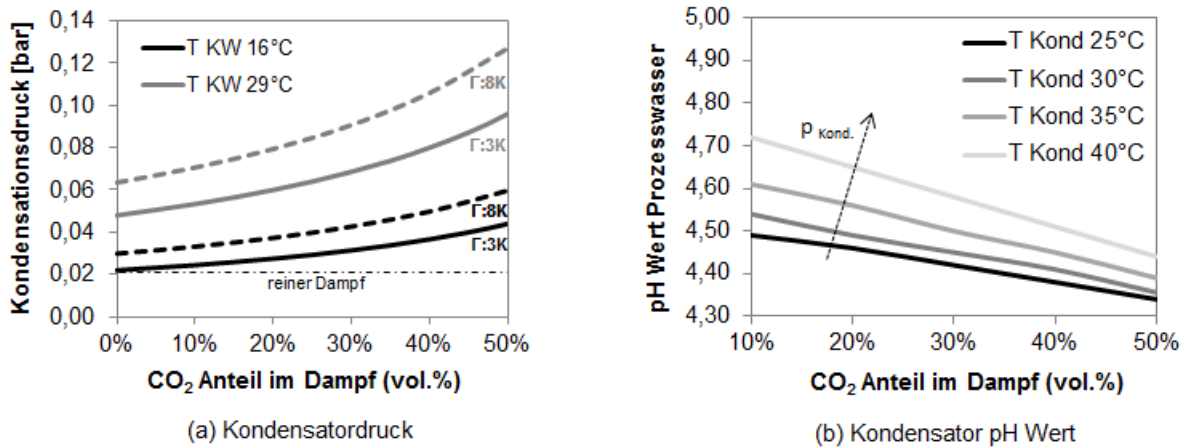 Kondensationsdruck [bar]
0,14
0,12
0,10
0,08
0,06
0,04
0,02
0,00
T KW 16°C
T KW 29°C
Γ:8K
Γ:3K
Γ:8K
Γ:3K
reiner Dampf
0% 10% 20% 30% 40% 50%
CO₂ Anteil im Dampf (vol.%)
(a) Kondensatordruck
pH Wert Prozesswasser
5,00
4,90
4,80
4,70
4,60
4,50
4,40
4,30
T Kond 25°C
T Kond 30°C
T Kond 35°C
T Kond 40°C
p Kond.
10% 20% 30% 40% 50%
CO₂ Anteil im Dampf (vol.%)
(b) Kondensator pH Wert